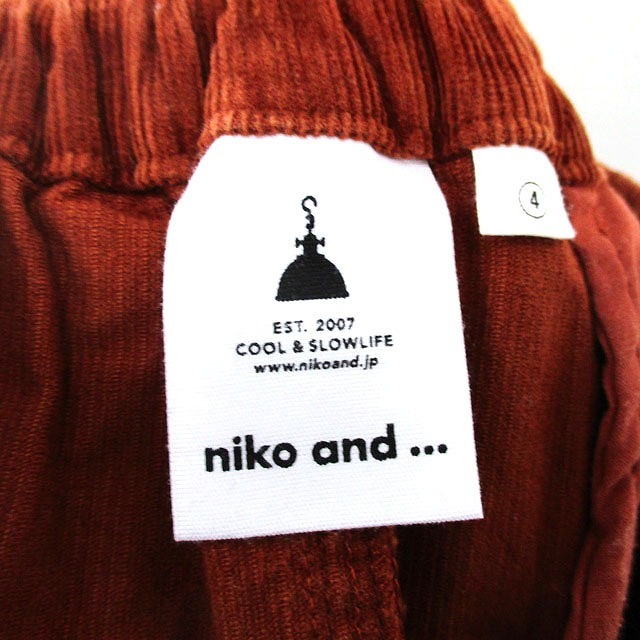 ④
EST. 2007
COOL & SLOWLIFE
www.nikoand.jp
niko and ...